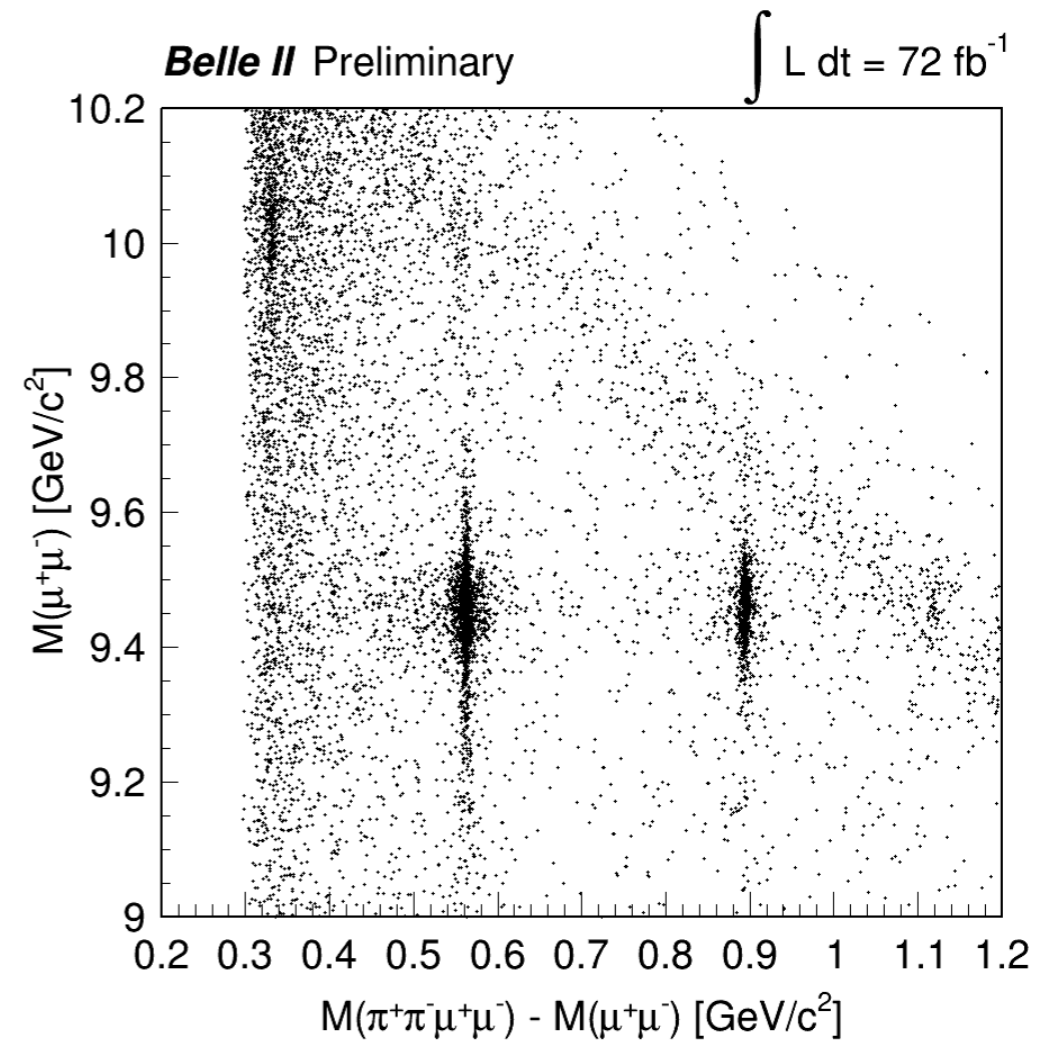 Belle II Preliminary
∫ L dt = 72 fb⁻¹
10.2
10
9.8
9.6
9.4
9.2
9
M(μ⁺μ⁻) [GeV/c²]
0.2 0.3 0.4 0.5 0.6 0.7 0.8 0.9 1 1.1 1.2
M(π⁺π⁻μ⁺μ⁻) - M(μ⁺μ⁻) [GeV/c²]